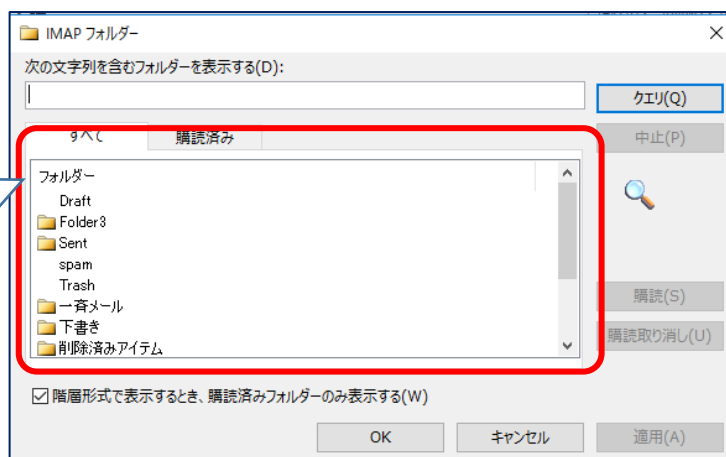 IMAP フォルダー
次の文字列を含むフォルダーを表示する(D):
クエリ(Q)
すべて 購読済み 中止(P)
フォルダー
Draft
Folder3
Sent
spam
Trash
一斉メール
下書き
削除済みアイテム
購読(S)
購読取り消し(U)
階層形式で表示するとき、購読済みフォルダーのみ表示する(W)
OK キャンセル 適用(A)